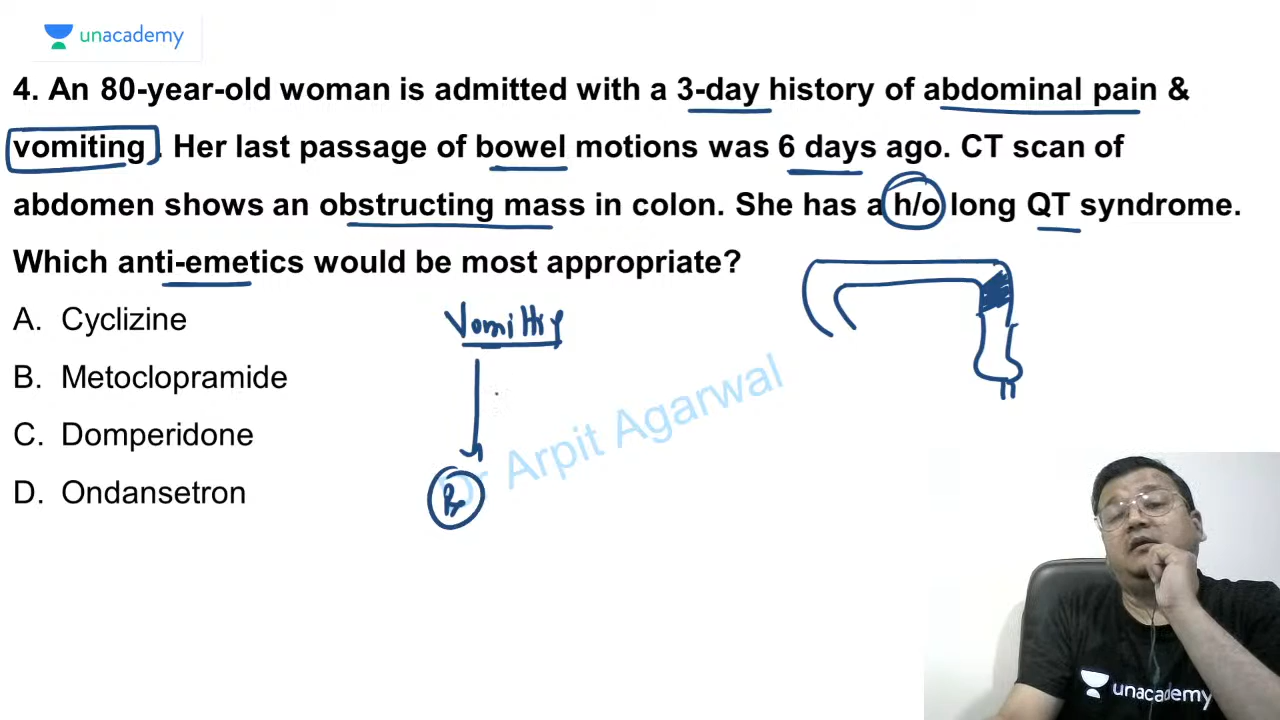 unacademy
4. An 80-year-old woman is admitted with a 3-day history of abdominal pain &
vomiting. Her last passage of bowel motions was 6 days ago. CT scan of
abdomen shows an obstructing mass in colon. She has a h/o long QT syndrome.
Which anti-emetics would be most appropriate?
A. Cyclizine
B. Metoclopramide
C. Domperidone
D. Ondansetron
Vomiting
Rx
Dr Arpit Agarwal
unacademy